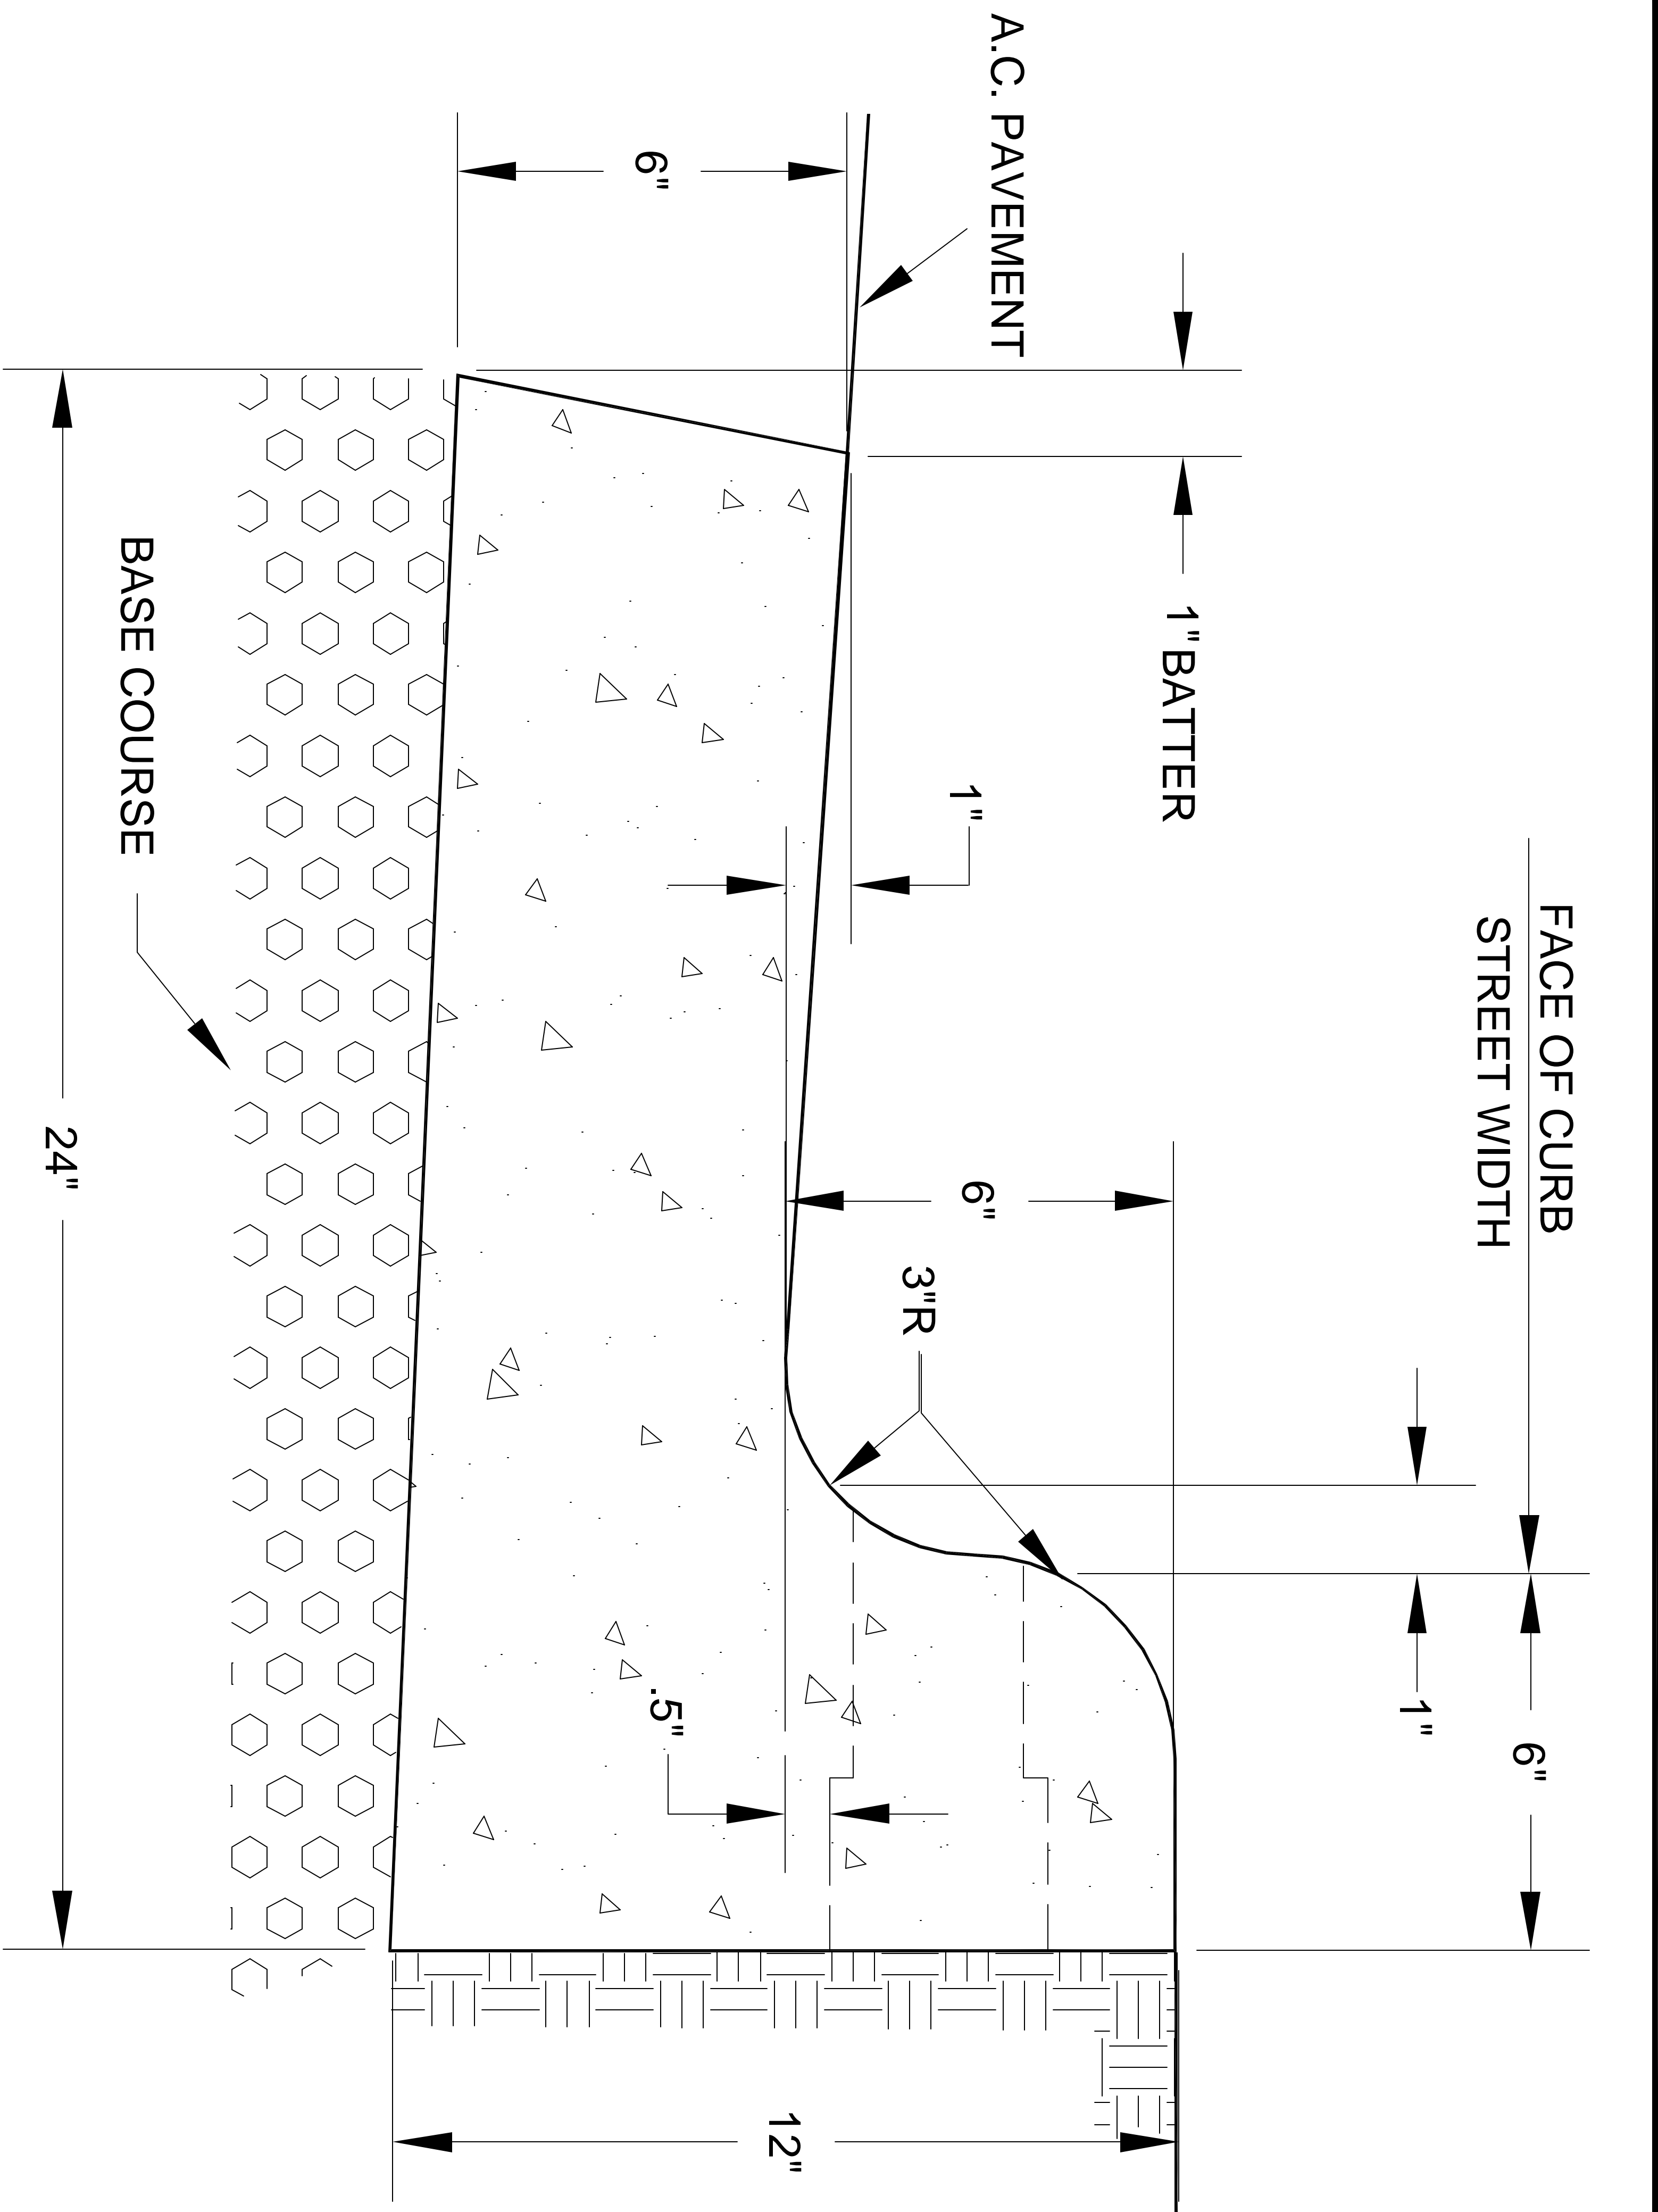 FACE OF CURB
STREET WIDTH
6"
1"
1"BATTER
A.C. PAVEMENT
1"
6"
3"R
6"
.5"
12"
BASE COURSE
24"